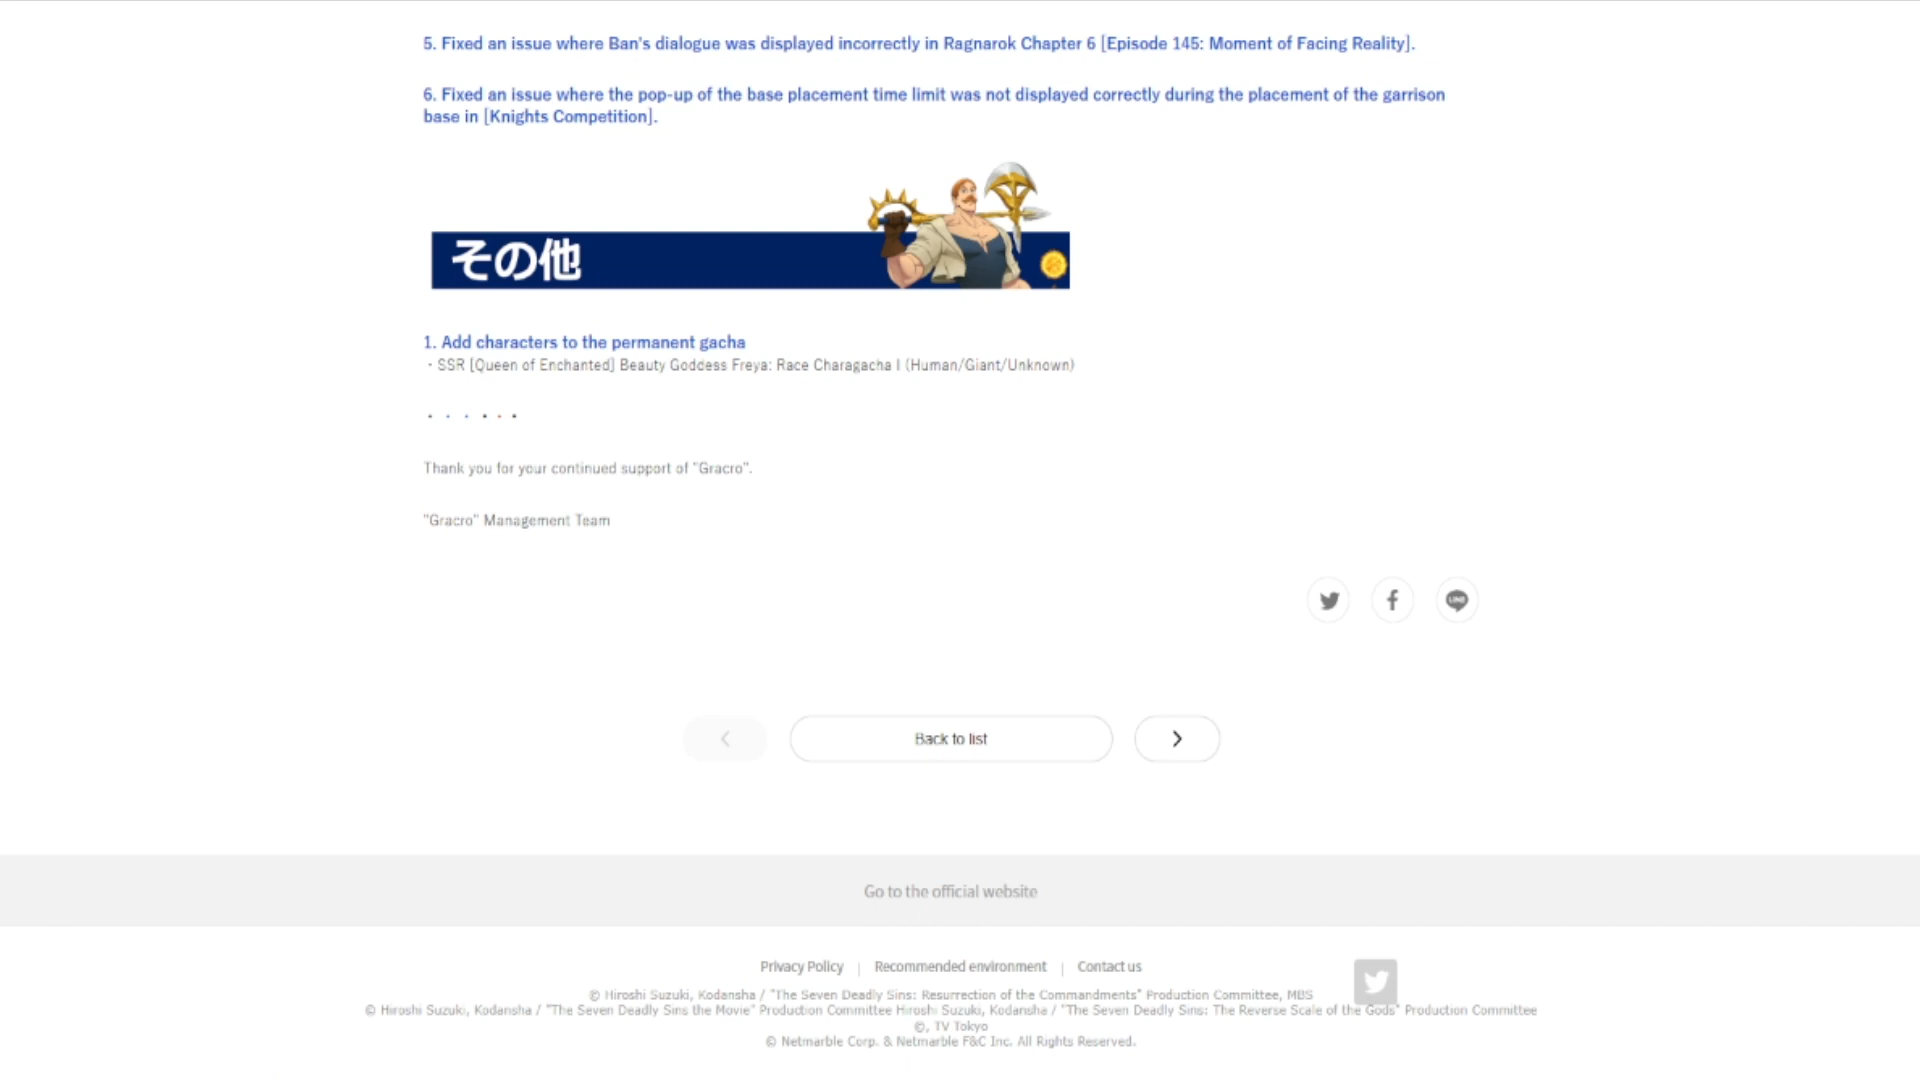 5. Fixed an issue where Ban's dialogue was displayed incorrectly in Ragnarok Chapter 6 [Episode 145: Moment of Facing Reality].
6. Fixed an issue where the pop-up of the base placement time limit was not displayed correctly during the placement of the garrison
base in [Knights Competition].
その他
1. Add characters to the permanent gacha
・SSR [Queen of Enchanted] Beauty Goddess Freya: Race Charagacha I (Human/Giant/Unknown)
・・・・・・
Thank you for your continued support of "Gracro".
"Gracro" Management Team
LINE
Back to list
Go to the official website
Privacy Policy | Recommended environment | Contact us
© Hiroshi Suzuki, Kodansha / "The Seven Deadly Sins: Resurrection of the Commandments" Production Committee, MBS
© Hiroshi Suzuki, Kodansha / "The Seven Deadly Sins the Movie" Production Committee Hiroshi Suzuki, Kodansha / "The Seven Deadly Sins: The Reverse Scale of the Gods" Production Committee
©, TV Tokyo
© Netmarble Corp. & Netmarble F&C Inc. All Rights Reserved.